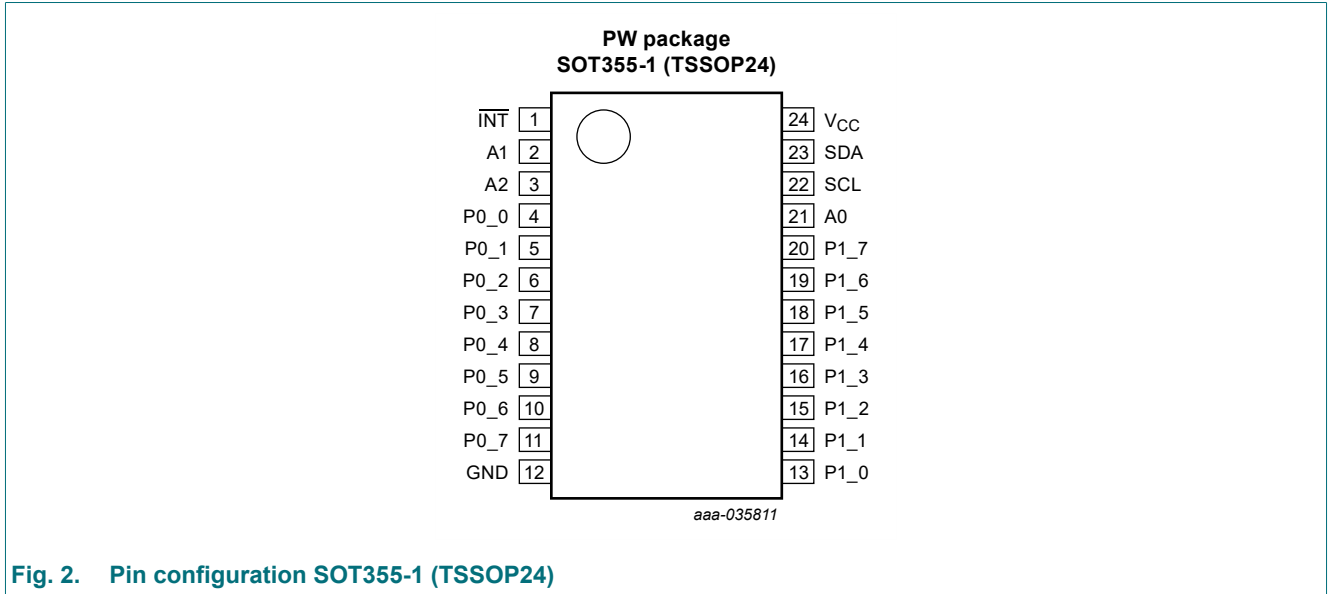 PW package
SOT355-1 (TSSOP24)
I̅N̅T̅ 1 24 VCC
A1 2 23 SDA
A2 3 22 SCL
P0_0 4 21 A0
P0_1 5 20 P1_7
P0_2 6 19 P1_6
P0_3 7 18 P1_5
P0_4 8 17 P1_4
P0_5 9 16 P1_3
P0_6 10 15 P1_2
P0_7 11 14 P1_1
GND 12 13 P1_0
aaa-035811
Fig. 2. Pin configuration SOT355-1 (TSSOP24)